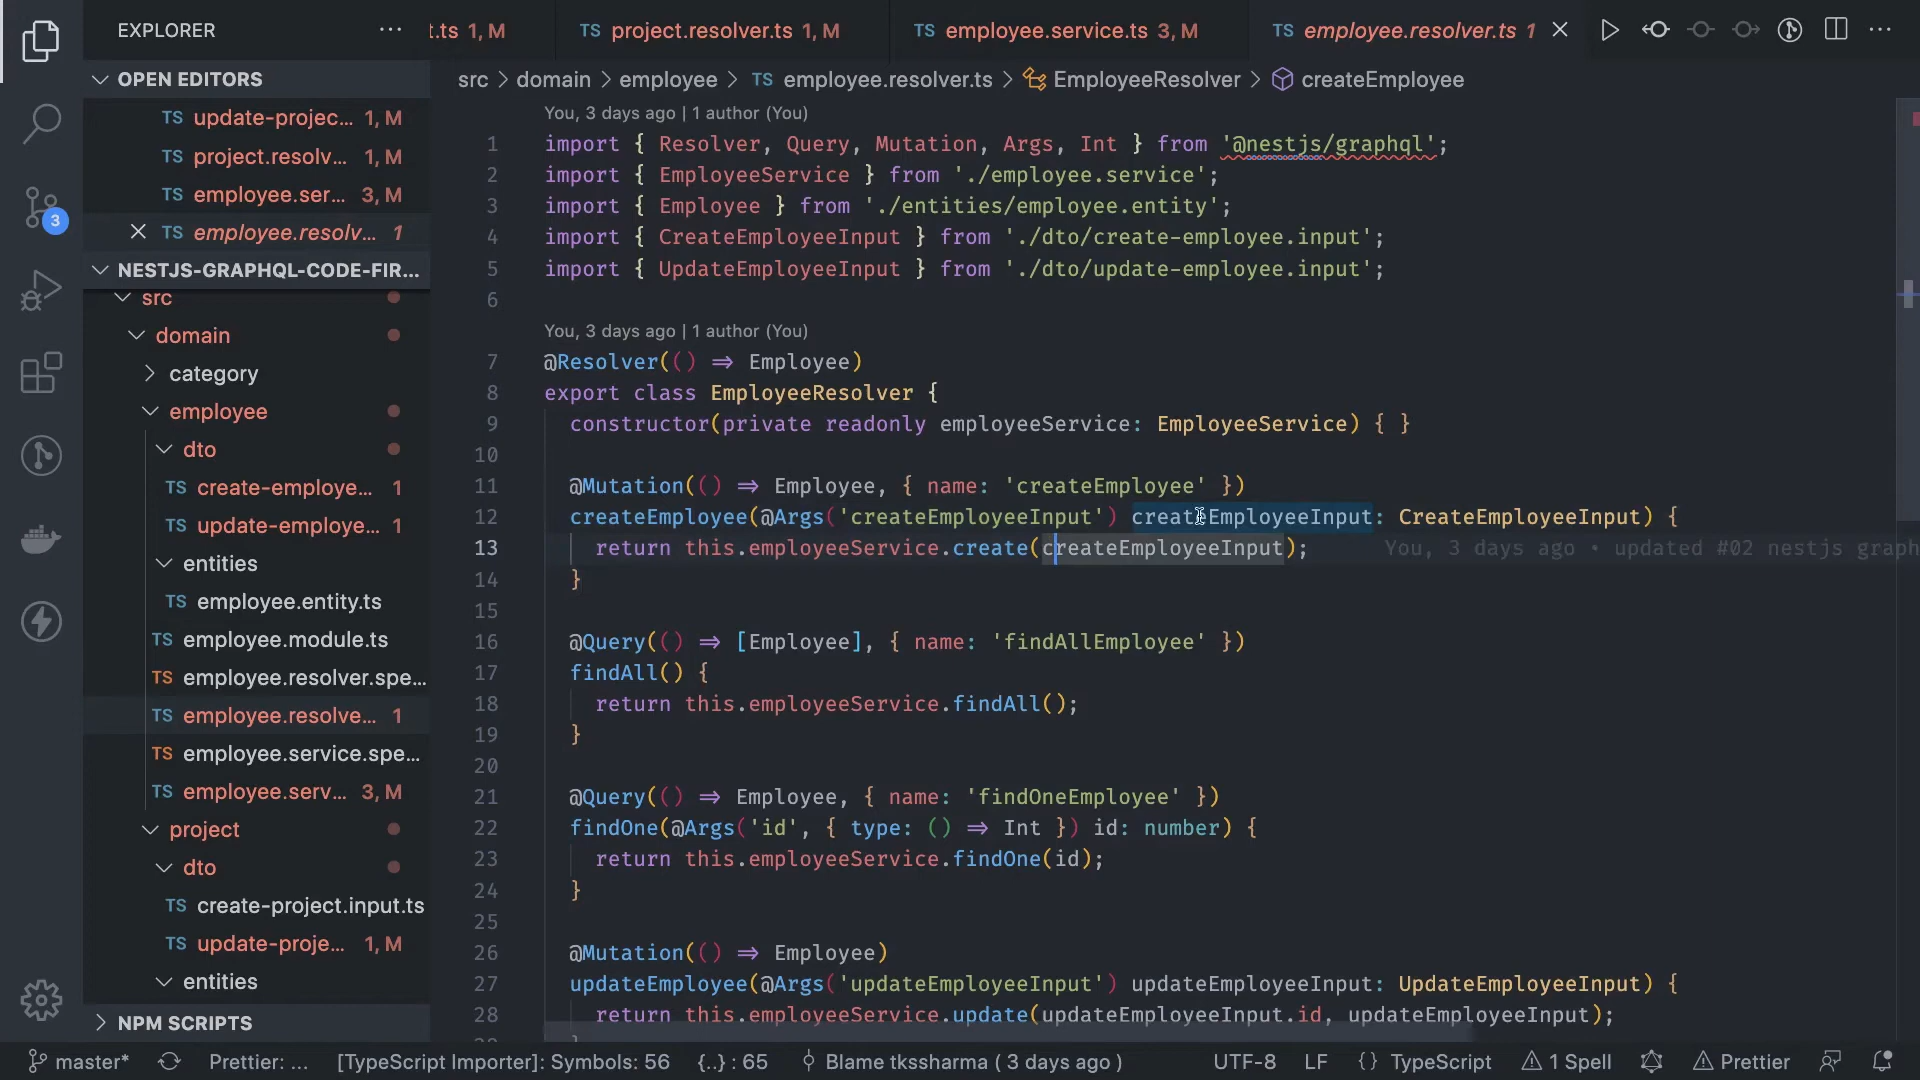 EXPLORER
OPEN EDITORS
TS update-projec... 1, M
TS project.resolv... 1, M
TS employee.ser... 3, M
TS employee.resolv... 1
NESTJS-GRAPHQL-CODE-FIR...
src
domain
category
employee
dto
TS create-employe... 1
TS update-employe... 1
entities
TS employee.entity.ts
TS employee.module.ts
TS employee.resolver.spe...
TS employee.resolve... 1
TS employee.service.spe...
TS employee.serv... 3, M
project
dto
TS create-project.input.ts
TS update-proje... 1, M
entities
NPM SCRIPTS
3
t.ts 1, M
TS project.resolver.ts 1, M
TS employee.service.ts 3, M
TS employee.resolver.ts 1
src > domain > employee > TS employee.resolver.ts > EmployeeResolver > createEmployee
You, 3 days ago | 1 author (You)
1 import { Resolver, Query, Mutation, Args, Int } from '@nestjs/graphql';
2 import { EmployeeService } from './employee.service';
3 import { Employee } from './entities/employee.entity';
4 import { CreateEmployeeInput } from './dto/create-employee.input';
5 import { UpdateEmployeeInput } from './dto/update-employee.input';
6
You, 3 days ago | 1 author (You)
7 @Resolver(() => Employee)
8 export class EmployeeResolver {
9 constructor(private readonly employeeService: EmployeeService) { }
10
11 @Mutation(() => Employee, { name: 'createEmployee' })
12 createEmployee(@Args('createEmployeeInput') createEmployeeInput: CreateEmployeeInput) {
13 return this.employeeService.create(createEmployeeInput); You, 3 days ago • updated #02 nestjs graph
14 }
15
16 @Query(() => [Employee], { name: 'findAllEmployee' })
17 findAll() {
18 return this.employeeService.findAll();
19 }
20
21 @Query(() => Employee, { name: 'findOneEmployee' })
22 findOne(@Args('id', { type: () => Int }) id: number) {
23 return this.employeeService.findOne(id);
24 }
25
26 @Mutation(() => Employee)
27 updateEmployee(@Args('updateEmployeeInput') updateEmployeeInput: UpdateEmployeeInput) {
28 return this.employeeService.update(updateEmployeeInput.id, updateEmployeeInput);
master* Prettier: ... [TypeScript Importer]: Symbols: 56 {..} : 65 Blame tkssharma ( 3 days ago ) UTF-8 LF {} TypeScript 1 Spell Prettier